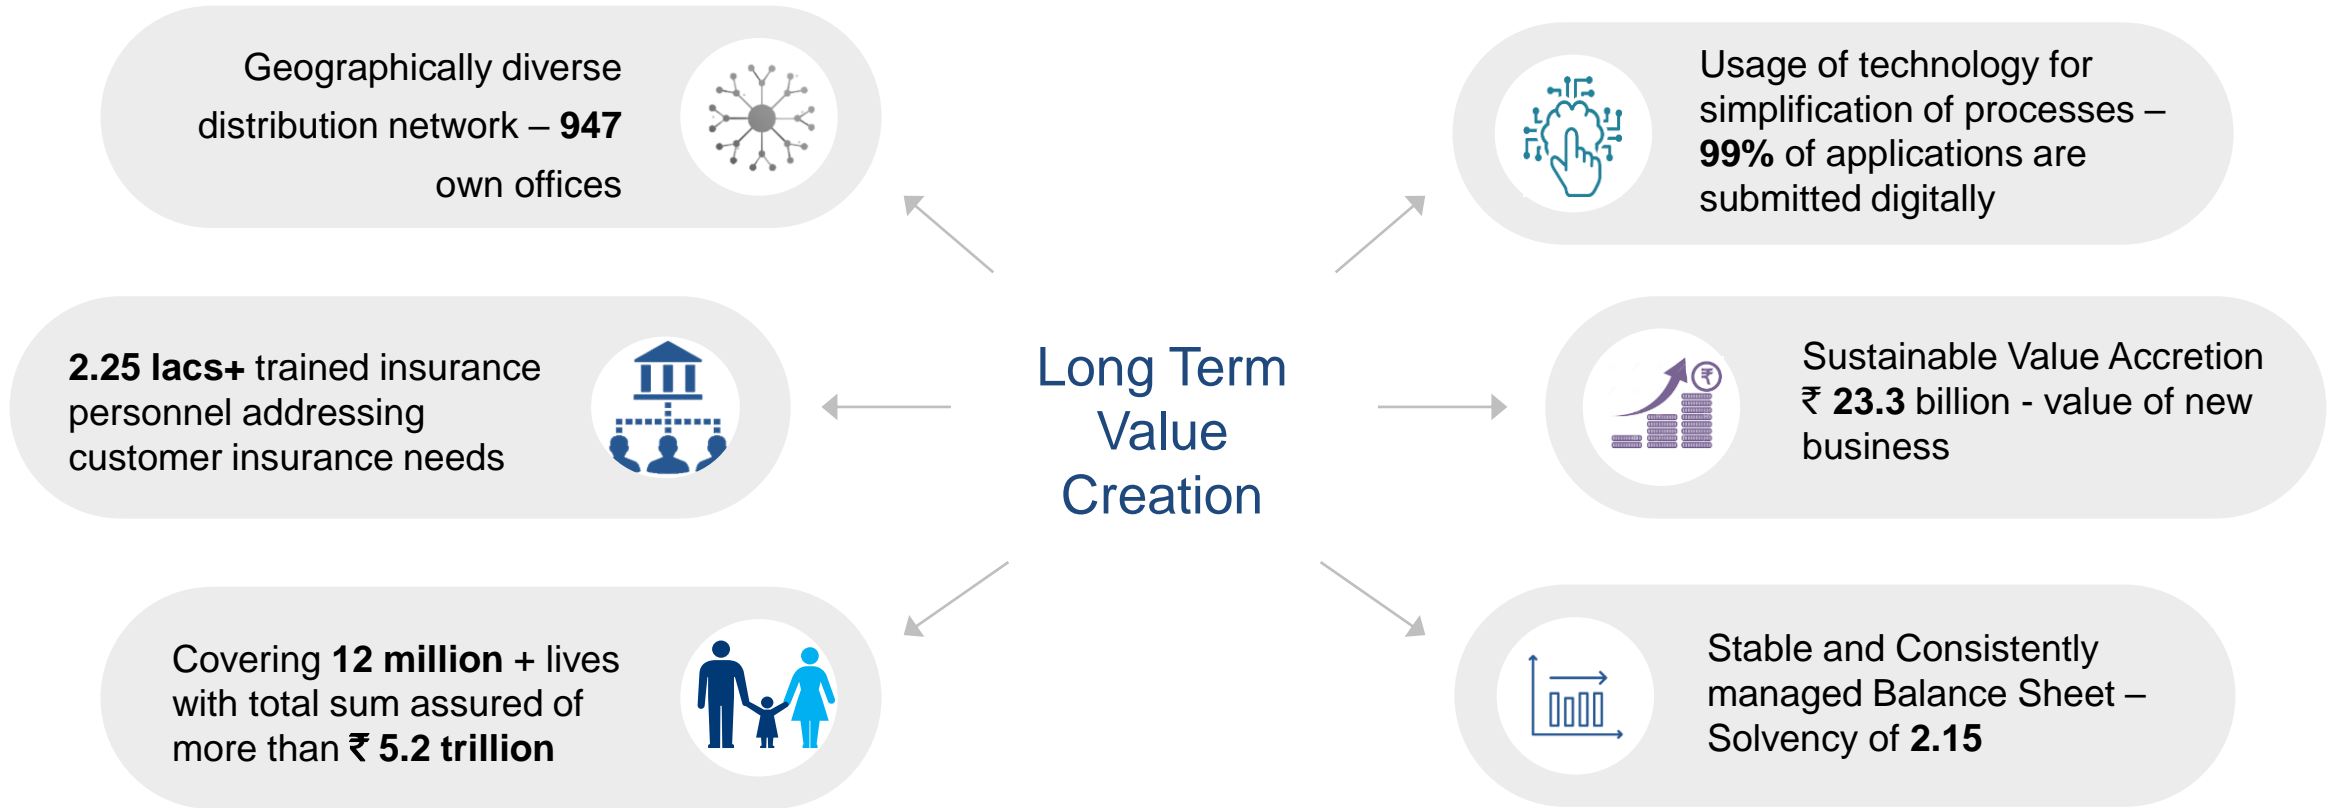 Geographically diverse
distribution network – 947
own offices
2.25 lacs+ trained insurance
personnel addressing
customer insurance needs
Covering 12 million + lives
with total sum assured of
more than ₹ 5.2 trillion
Long Term
Value
Creation
Usage of technology for
simplification of processes –
99% of applications are
submitted digitally
₹
Sustainable Value Accretion
₹ 23.3 billion - value of new
business
Stable and Consistently
managed Balance Sheet –
Solvency of 2.15